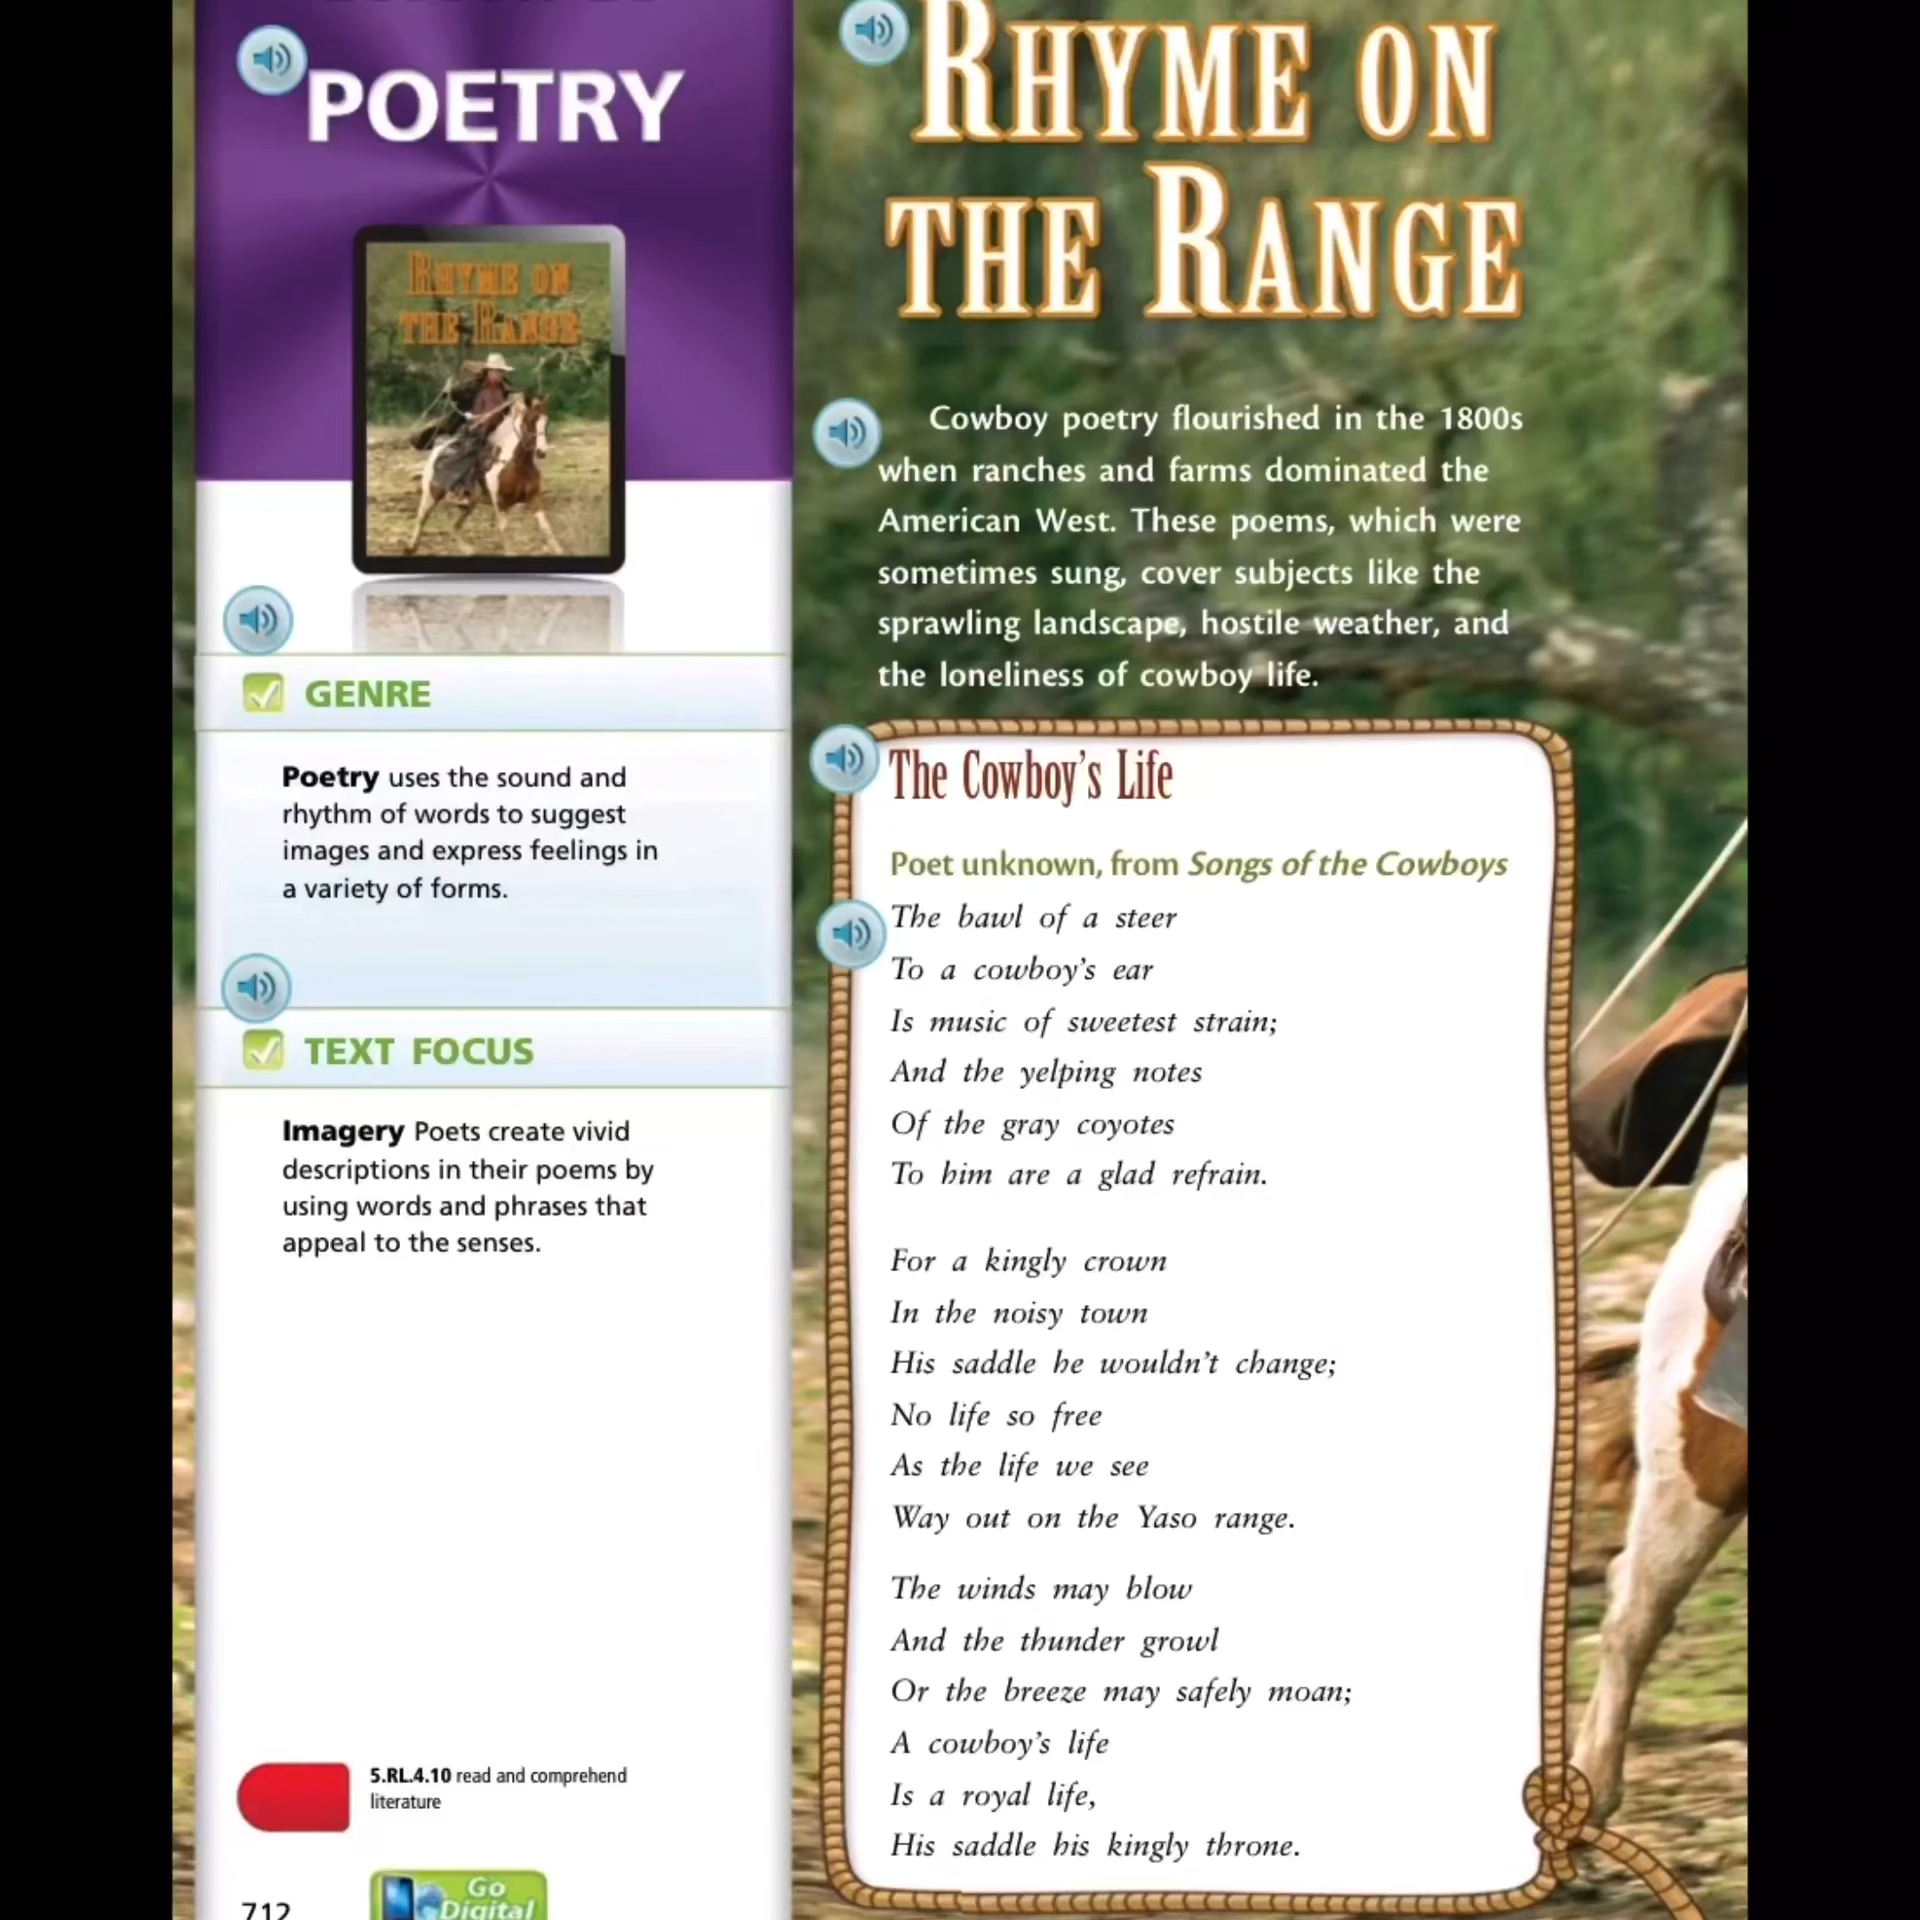 POETRY
RHYME ON
THE RANGE
GENRE
Poetry uses the sound and
rhythm of words to suggest
images and express feelings in
a variety of forms.
TEXT FOCUS
Imagery Poets create vivid
descriptions in their poems by
using words and phrases that
appeal to the senses.
5.RL.4.10 read and comprehend
literature
712
Go
Digital
RHYME ON
THE RANGE
Cowboy poetry flourished in the 1800s
when ranches and farms dominated the
American West. These poems, which were
sometimes sung, cover subjects like the
sprawling landscape, hostile weather, and
the loneliness of cowboy life.
The Cowboy's Life
Poet unknown, from Songs of the Cowboys
The bawl of a steer
To a cowboy's ear
Is music of sweetest strain;
And the yelping notes
Of the gray coyotes
To him are a glad refrain.
For a kingly crown
In the noisy town
His saddle he wouldn't change;
No life so free
As the life we see
Way out on the Yaso range.
The winds may blow
And the thunder growl
Or the breeze may safely moan;
A cowboy's life
Is a royal life,
His saddle his kingly throne.